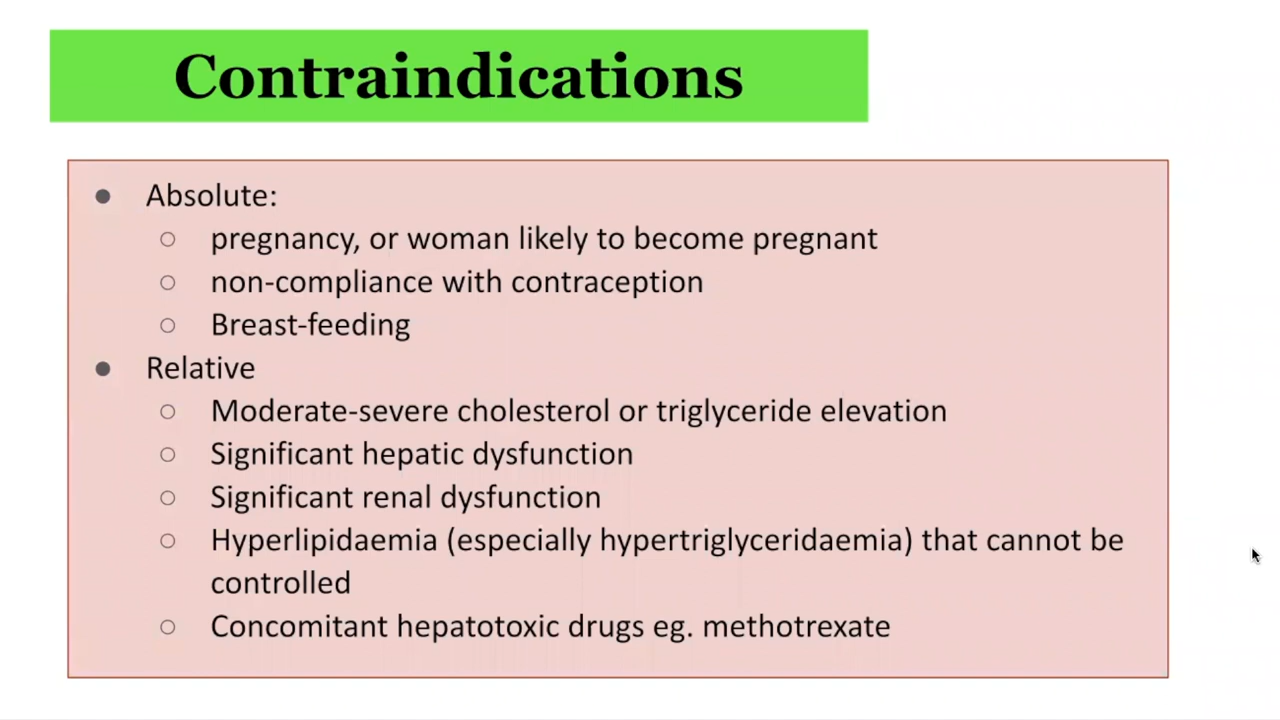 Contraindications
● Absolute:
○ pregnancy, or woman likely to become pregnant
○ non-compliance with contraception
○ Breast-feeding
● Relative
○ Moderate-severe cholesterol or triglyceride elevation
○ Significant hepatic dysfunction
○ Significant renal dysfunction
○ Hyperlipidaemia (especially hypertriglyceridaemia) that cannot be
controlled
○ Concomitant hepatotoxic drugs eg. methotrexate